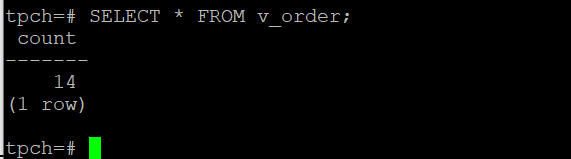 tpch=# SELECT * FROM v_order;
 count
-------
    14
(1 row)

tpch=#